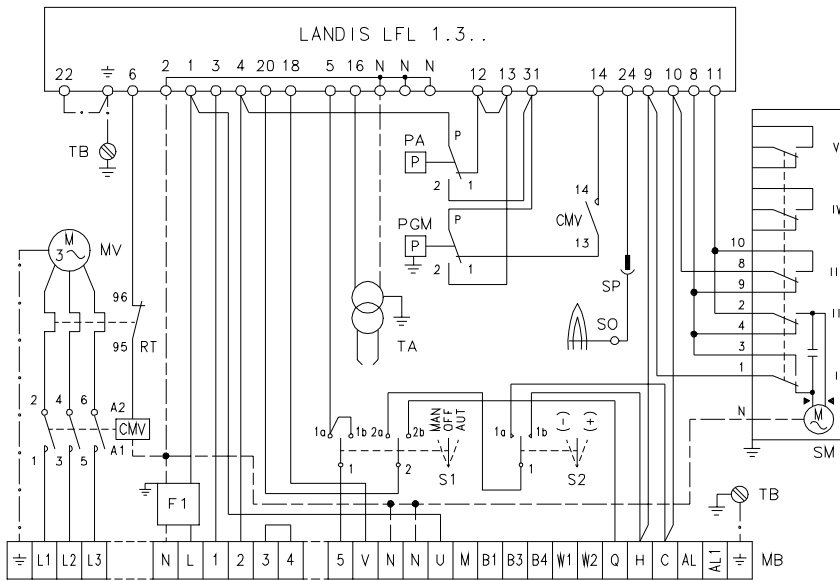 LANDIS LFL 1.3..
22 ⏚ 6 2 1 3 4 20 18 5 16 N N N 12 13 31 14 24 9 10 8 11
TB
PA
P
P
2 1
PGM
P
P
2 1
14
CMV
13
SP
SO
TA
M
3
MV
96
95 RT
2 4 6 A2
CMV
1 3 5 A1
F1
1a 1b 2a 2b
1 2
MAN
OFF
AUT
S1
1a 1b
1
(-) (+)
S2
10
8
9
2
4
3
1
N
V
II
I
M
SM
TB
L1 L2 L3 N L 1 2 3 4 5 V N N U M B1 B3 B4 W1 W2 Q H C AL AL1 MB